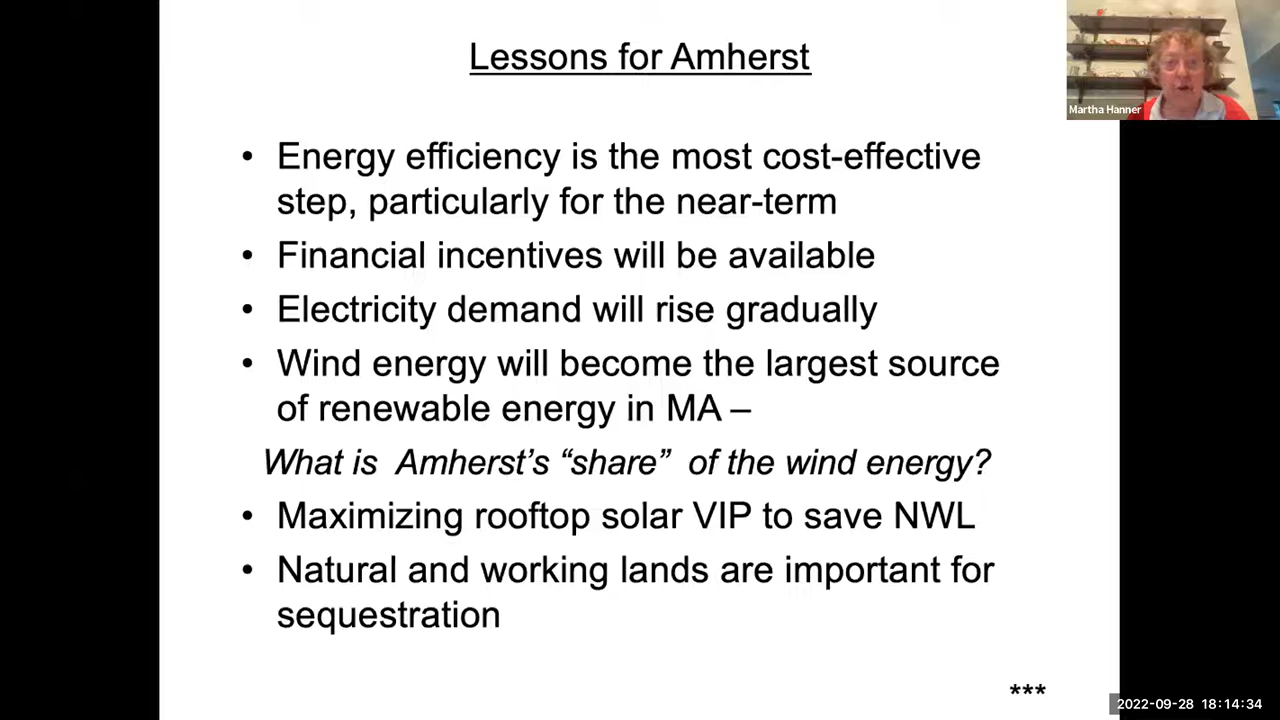 Lessons for Amherst
Martha Hanner
• Energy efficiency is the most cost-effective
step, particularly for the near-term
• Financial incentives will be available
• Electricity demand will rise gradually
• Wind energy will become the largest source
of renewable energy in MA –
What is Amherst’s “share” of the wind energy?
• Maximizing rooftop solar VIP to save NWL
• Natural and working lands are important for
sequestration
***
2022-09-28 18:14:34